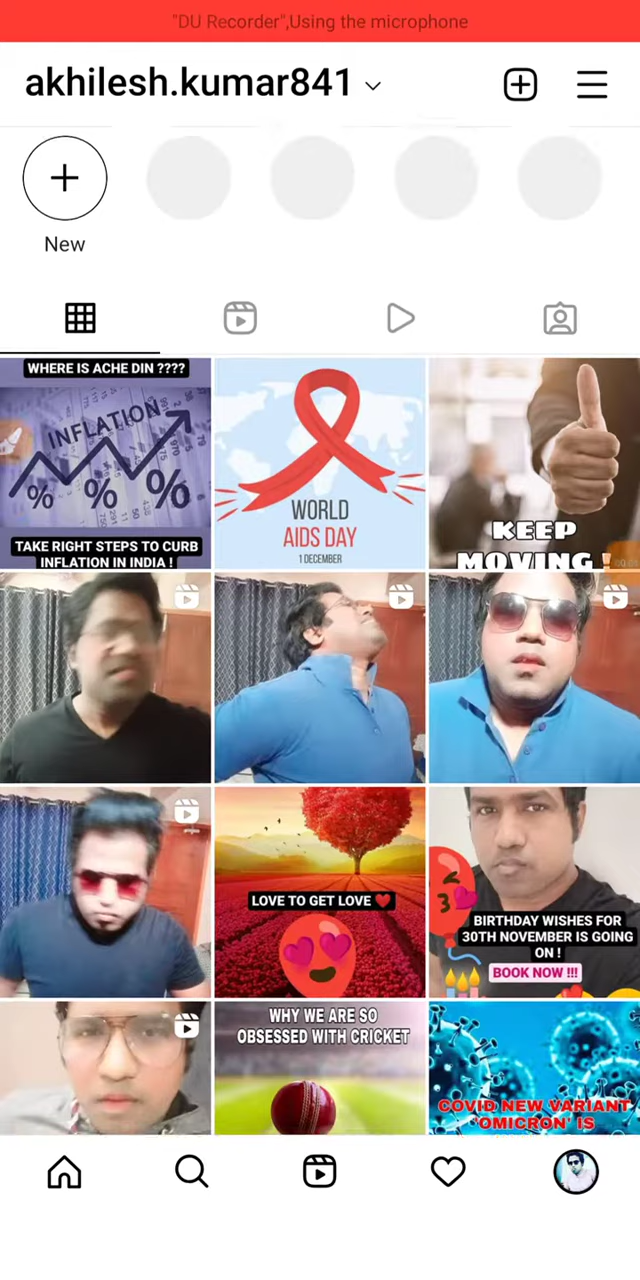 "DU Recorder",Using the microphone
akhilesh.kumar841
New
WHERE IS ACHE DIN ????
INFLATION
% % %
TAKE RIGHT STEPS TO CURB
INFLATION IN INDIA !
WORLD
AIDS DAY
1 DECEMBER
KEEP
MOVING !
LOVE TO GET LOVE ❤️
BIRTHDAY WISHES FOR
30TH NOVEMBER IS GOING
ON !
BOOK NOW !!!
WHY WE ARE SO
OBSESSED WITH CRICKET
COVID NEW VARIANT
'OMICRON' IS